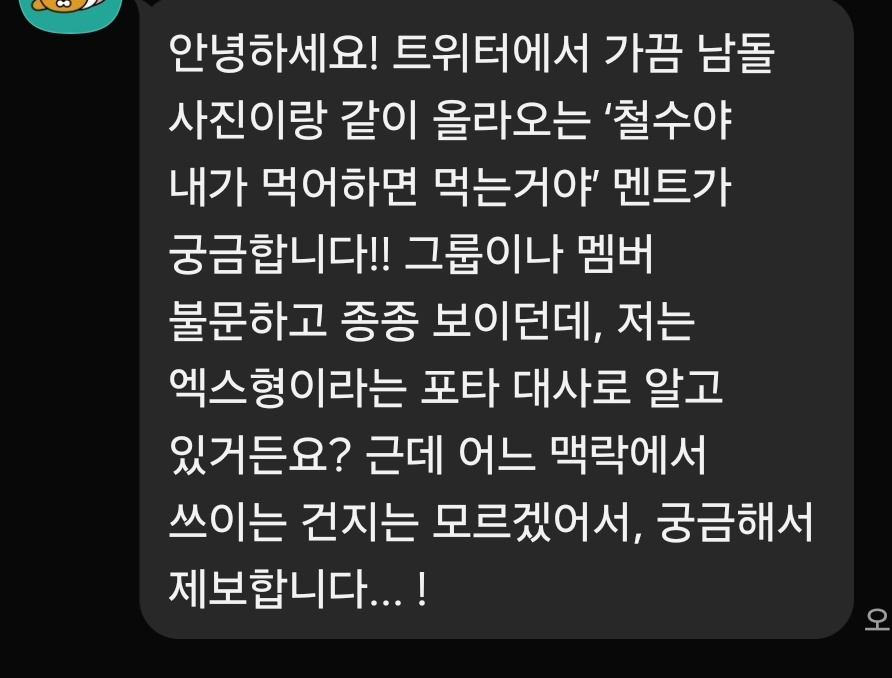 안녕하세요! 트위터에서 가끔 남돌
사진이랑 같이 올라오는 ‘철수야
내가 먹어하면 먹는거야’ 멘트가
궁금합니다!! 그룹이나 멤버
불문하고 종종 보이던데, 저는
엑스형이라는 포타 대사로 알고
있거든요? 근데 어느 맥락에서
쓰이는 건지는 모르겠어서, 궁금해서
제보합니다... !
오